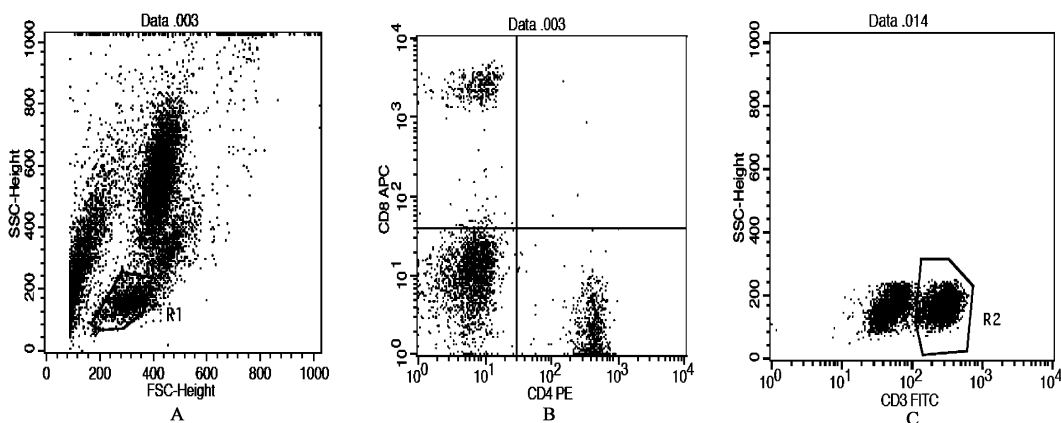 Data .003
SSC-Height
1000
800
600
400
200
0
R1
200 400 600 800 1000
FSC-Height
A
Data .003
CD8 APC
10^4
10^3
10^2
10^1
10^0
10^0 10^1 10^2 10^3 10^4
CD4 PE
B
Data .014
SSC-Height
1000
800
600
400
200
0
R2
10^0 10^1 10^2 10^3 10^4
CD3 FITC
C